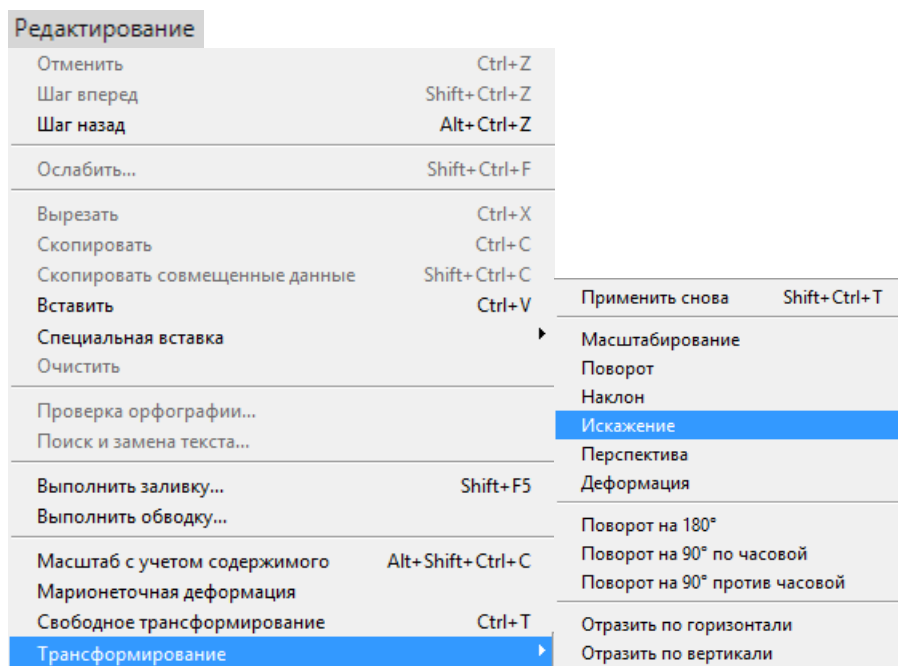 Редактирование
Отменить Ctrl+Z
Шаг вперед Shift+Ctrl+Z
Шаг назад Alt+Ctrl+Z
Ослабить... Shift+Ctrl+F
Вырезать Ctrl+X
Скопировать Ctrl+C
Скопировать совмещенные данные Shift+Ctrl+C
Вставить Ctrl+V
Специальная вставка
Очистить
Проверка орфографии...
Поиск и замена текста...
Выполнить заливку... Shift+F5
Выполнить обводку...
Масштаб с учетом содержимого Alt+Shift+Ctrl+C
Марионеточная деформация
Свободное трансформирование Ctrl+T
Трансформирование
Применить снова Shift+Ctrl+T
Масштабирование
Поворот
Наклон
Искажение
Перспектива
Деформация
Поворот на 180°
Поворот на 90° по часовой
Поворот на 90° против часовой
Отразить по горизонтали
Отразить по вертикали